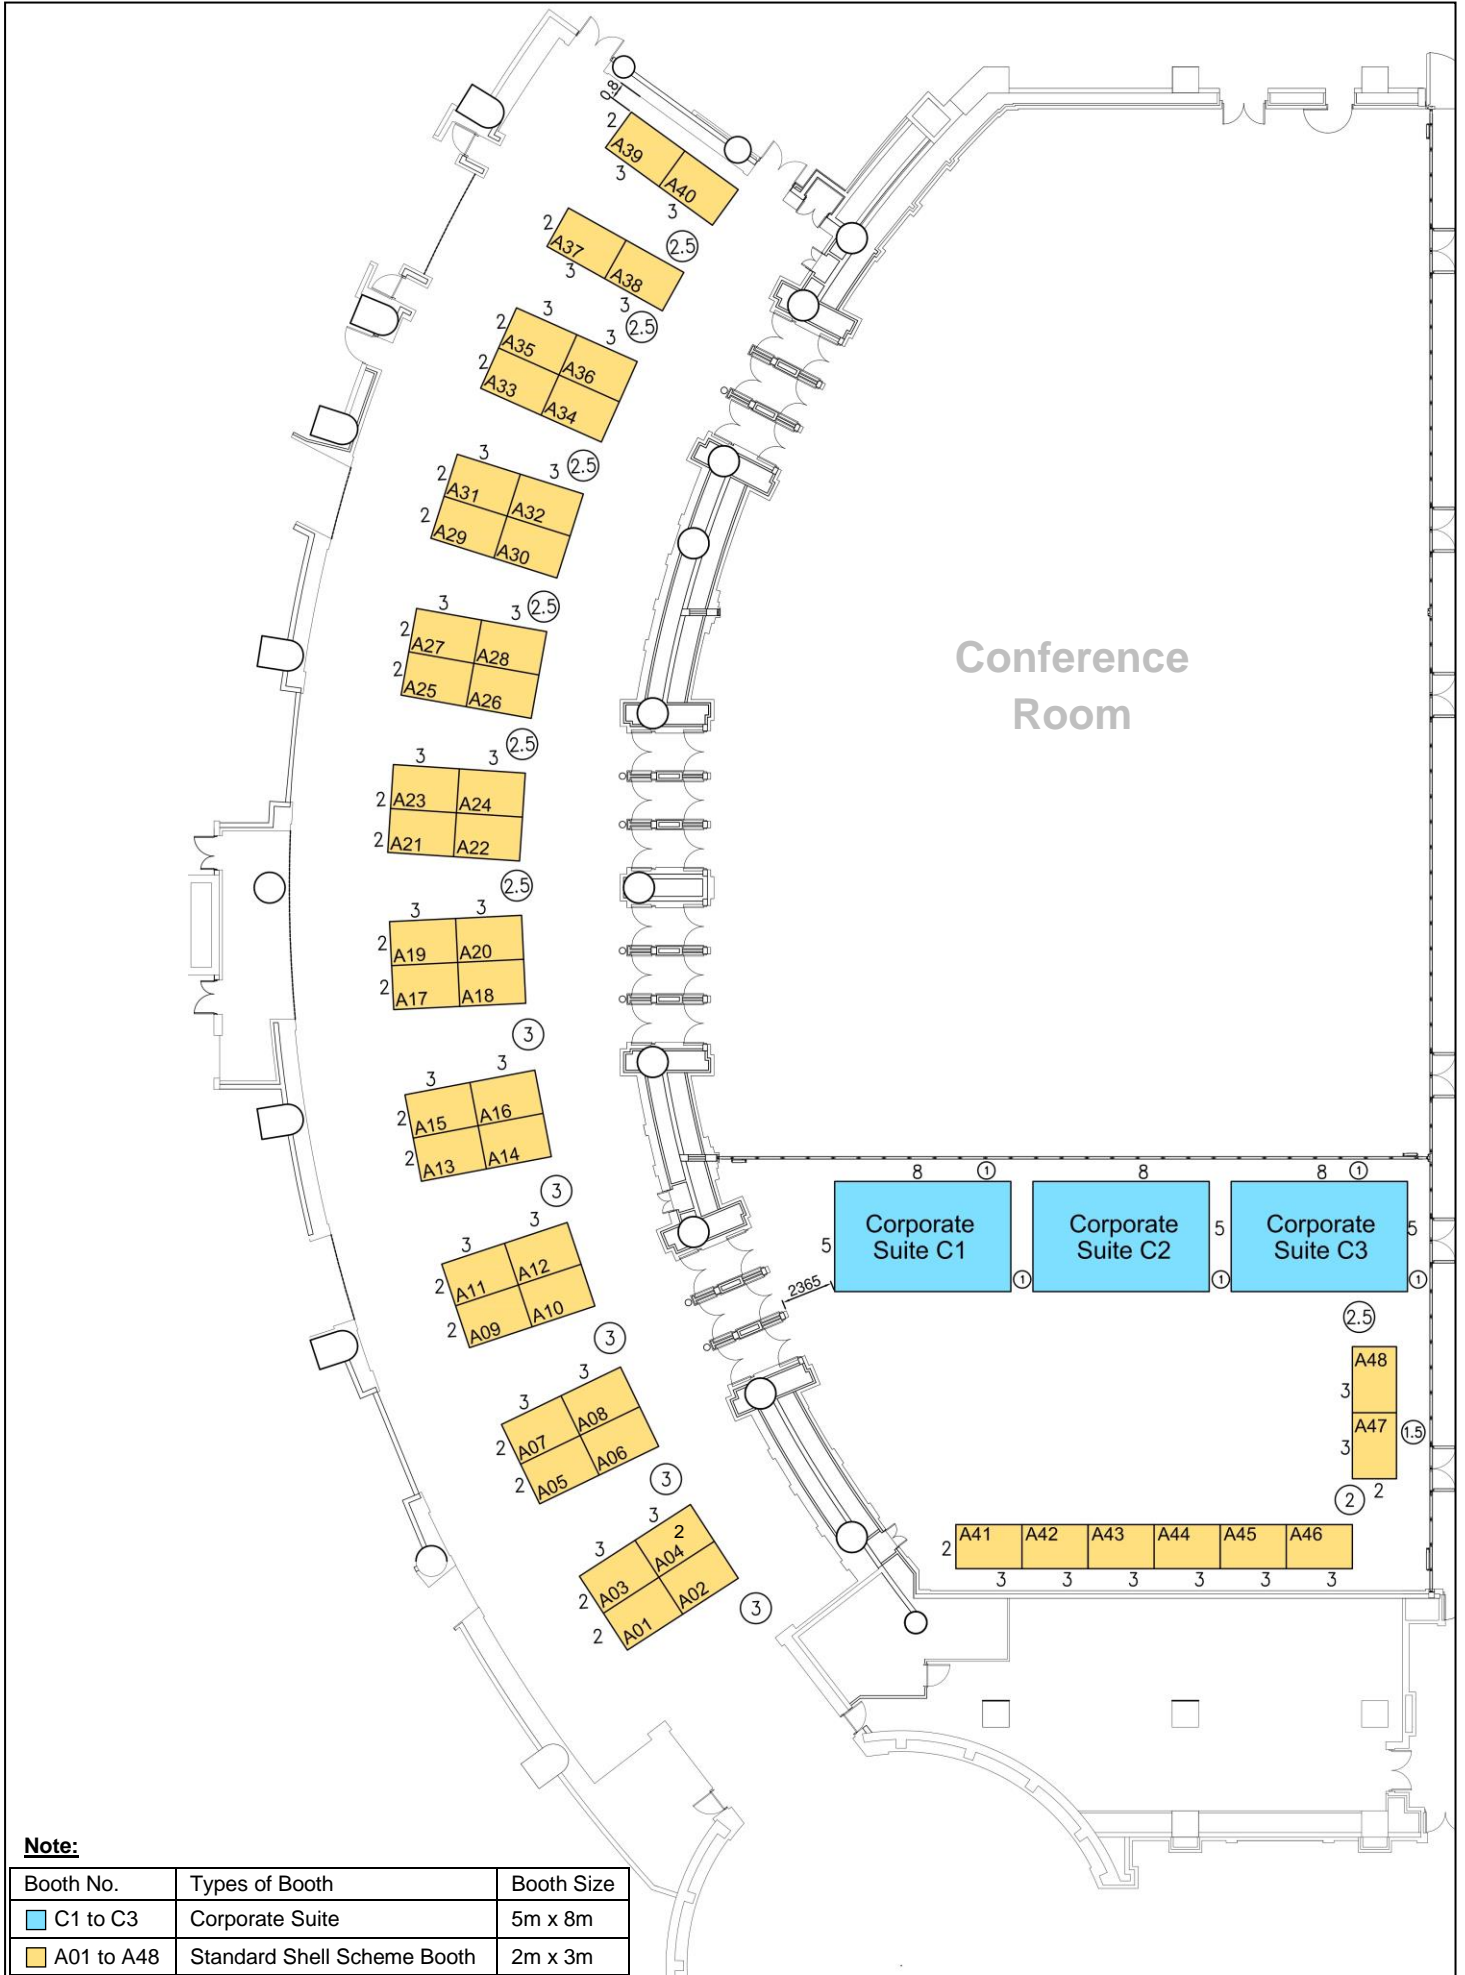 0.8
2
A39
3
A40
3
2
A37
3
A38
3
2.5
3
3
2.5
2
A35
A36
2
A33
A34
3
3
2.5
2
A31
A32
2
A29
A30
3
3
2.5
2
A27
A28
2
A25
A26
3
3
2.5
2
A23
A24
2
A21
A22
2.5
3
3
2
A19
A20
2
A17
A18
3
3
3
2
A15
A16
2
A13
A14
3
3
3
2
A11
A12
2
A09
A10
3
3
3
2
A07
A08
2
A05
A06
3
3
3
2
2
A03
A04
2
A01
A02
3
Conference
Room
8
1
8
8
1
5
Corporate
Suite C1
1
Corporate
Suite C2
5
1
Corporate
Suite C3
5
1
2365
2.5
A48
3
A47
3
1.5
2
2
2
A41 A42 A43 A44 A45 A46
3 3 3 3 3 3
Note:
Booth No. Types of Booth Booth Size
C1 to C3 Corporate Suite 5m x 8m
A01 to A48 Standard Shell Scheme Booth 2m x 3m